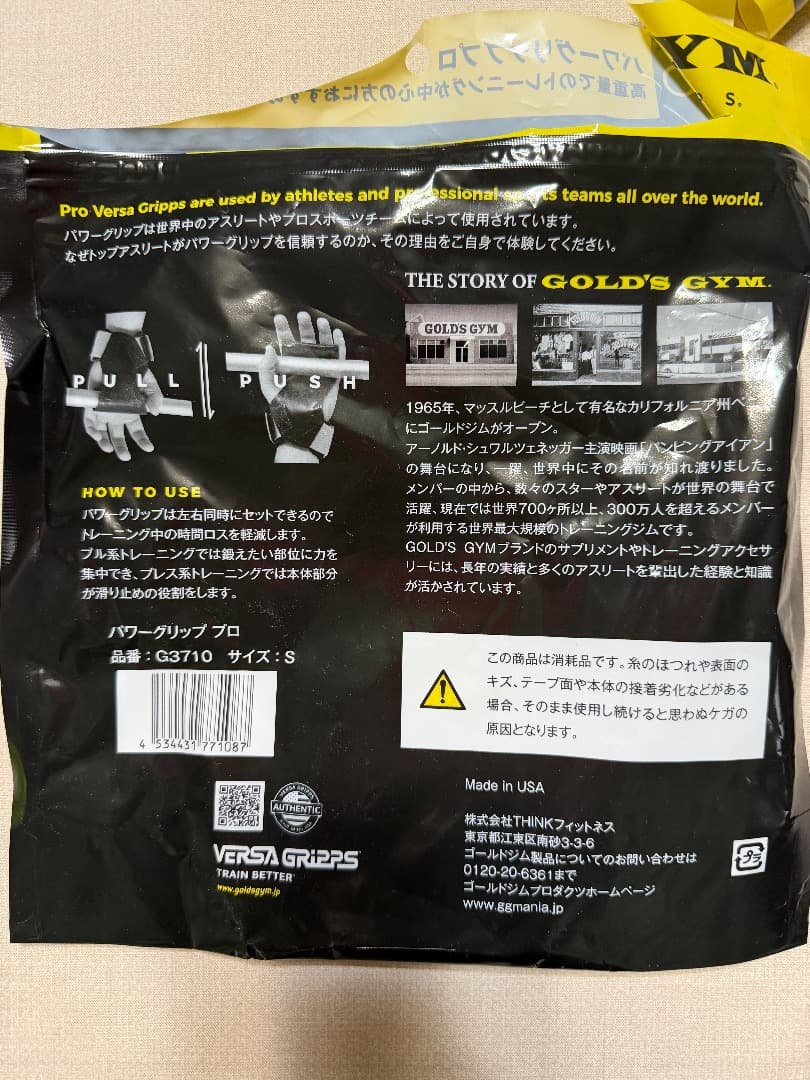 YM.
S.
パワーグリッププロ
高重量でのトレーニングが中心の方におすす
Pro Versa Gripps are used by athletes and professional sports teams all over the world.
パワーグリップは世界中のアスリートやプロスポーツチームによって使用されています。
なぜトップアスリートがパワーグリップを信頼するのか、その理由をご自身で体験してください。
THE STORY OF GOLD'S GYM.
GOLD'S GYM
PULL
PUSH
1965年、マッスルビーチとして有名なカリフォルニア州ベニ
にゴールドジムがオープン。
アーノルド・シュワルツェネッガー主演映画「パンピングアイアン」
の舞台になり、一躍、世界中にその名前が知れ渡りました。
メンバーの中から、数々のスターやアスリートが世界の舞台で
活躍、現在では世界700ヶ所以上、300万人を超えるメンバー
が利用する世界最大規模のトレーニングジムです。
GOLD'S GYMブランドのサプリメントやトレーニングアクセサ
リーには、長年の実績と多くのアスリートを輩出した経験と知識
が活かされています。
HOW TO USE
パワーグリップは左右同時にセットできるので
トレーニング中の時間ロスを軽減します。
プル系トレーニングでは鍛えたい部位に力を
集中でき、プレス系トレーニングでは本体部分
が滑り止めの役割をします。
パワーグリップ プロ
品番：G3710 サイズ：S
4 534431 771087
この商品は消耗品です。糸のほつれや表面の
キズ、テープ面や本体の接着劣化などがある
場合、そのまま使用し続けると思わぬケガの
原因となります。
VERSA GRIPPS
AUTHENTIC
VERSA GRIPPS
TRAIN BETTER
www.goldsgym.jp
Made in USA
株式会社THINKフィットネス
東京都江東区南砂3-3-6
ゴールドジム製品についてのお問い合わせは
0120-20-6361まで
ゴールドジムプロダクツホームページ
www.ggmania.jp
プラ